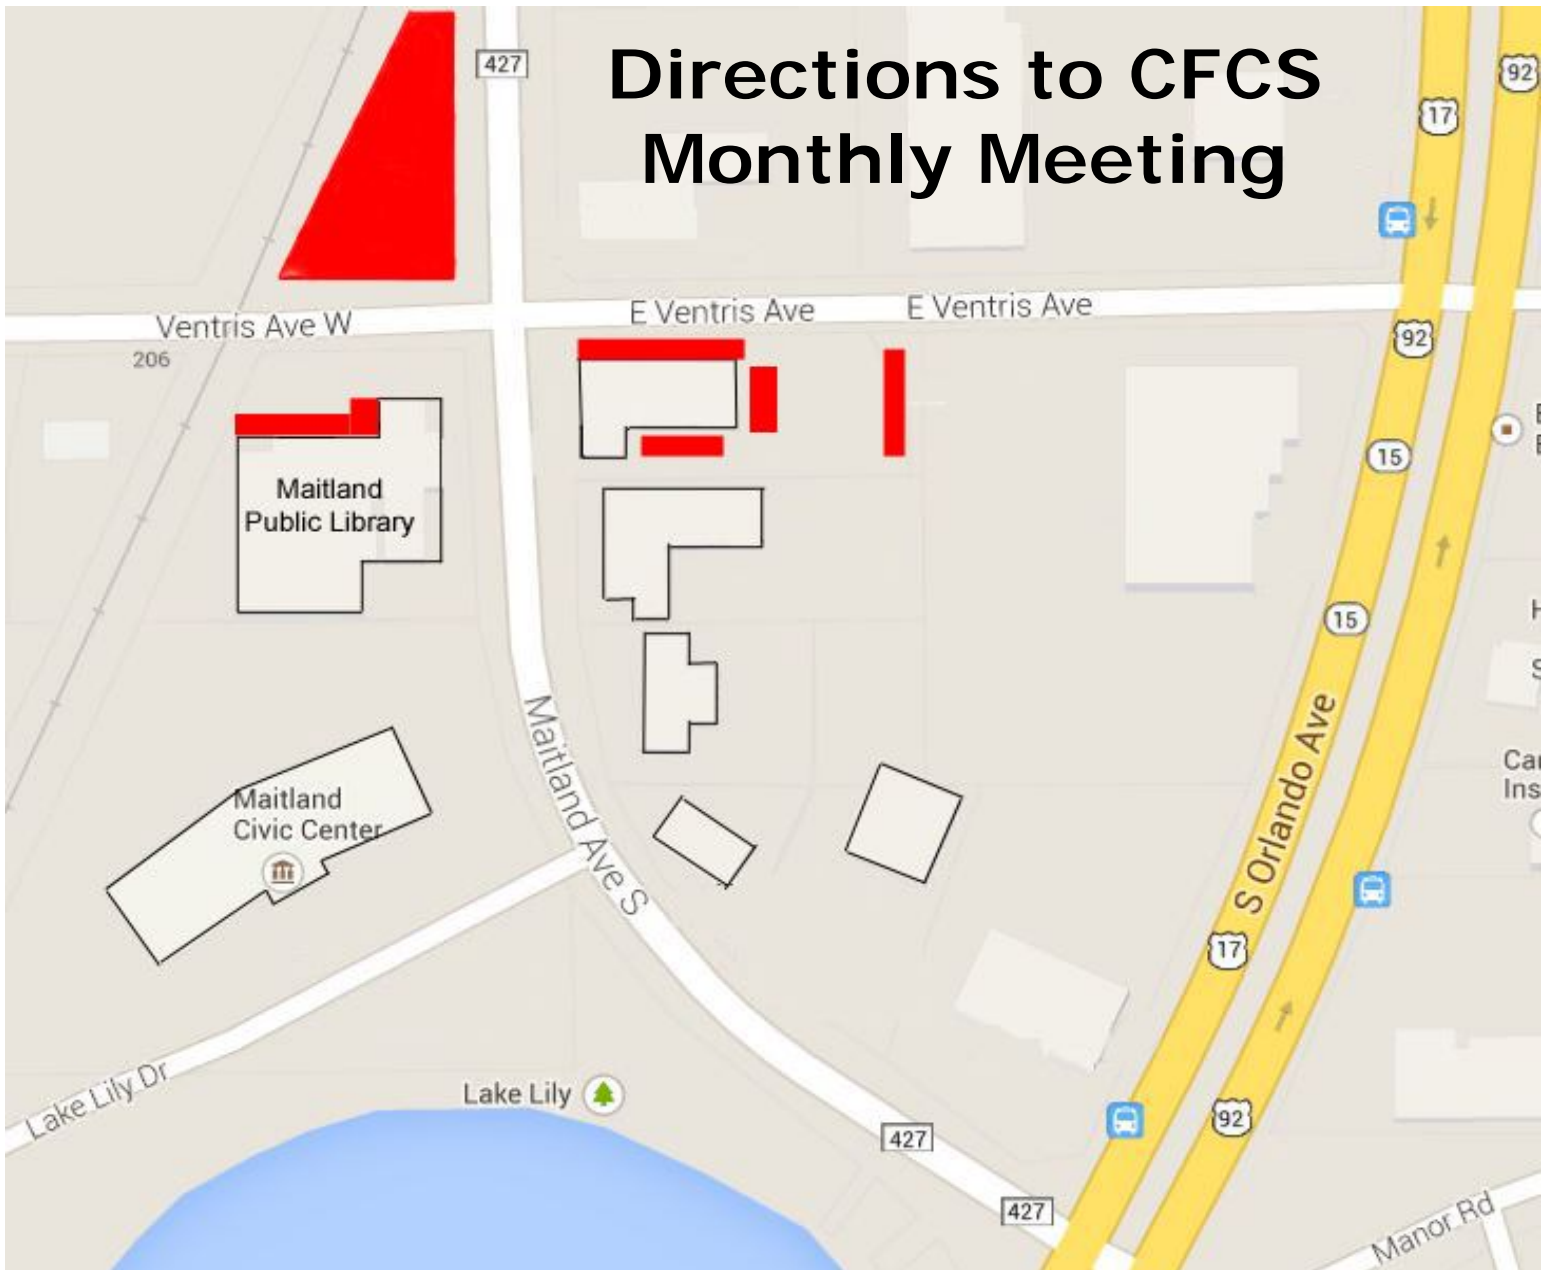 Directions to CFCS
Monthly Meeting
427
92
17
Ventris Ave W
E Ventris Ave
E Ventris Ave
206
92
15
Maitland
Public Library
15
Maitland Ave S
S Orlando Ave
Maitland
Civic Center
Car
Ins
17
Lake Lily Dr
Lake Lily
427
92
427
Manor Rd